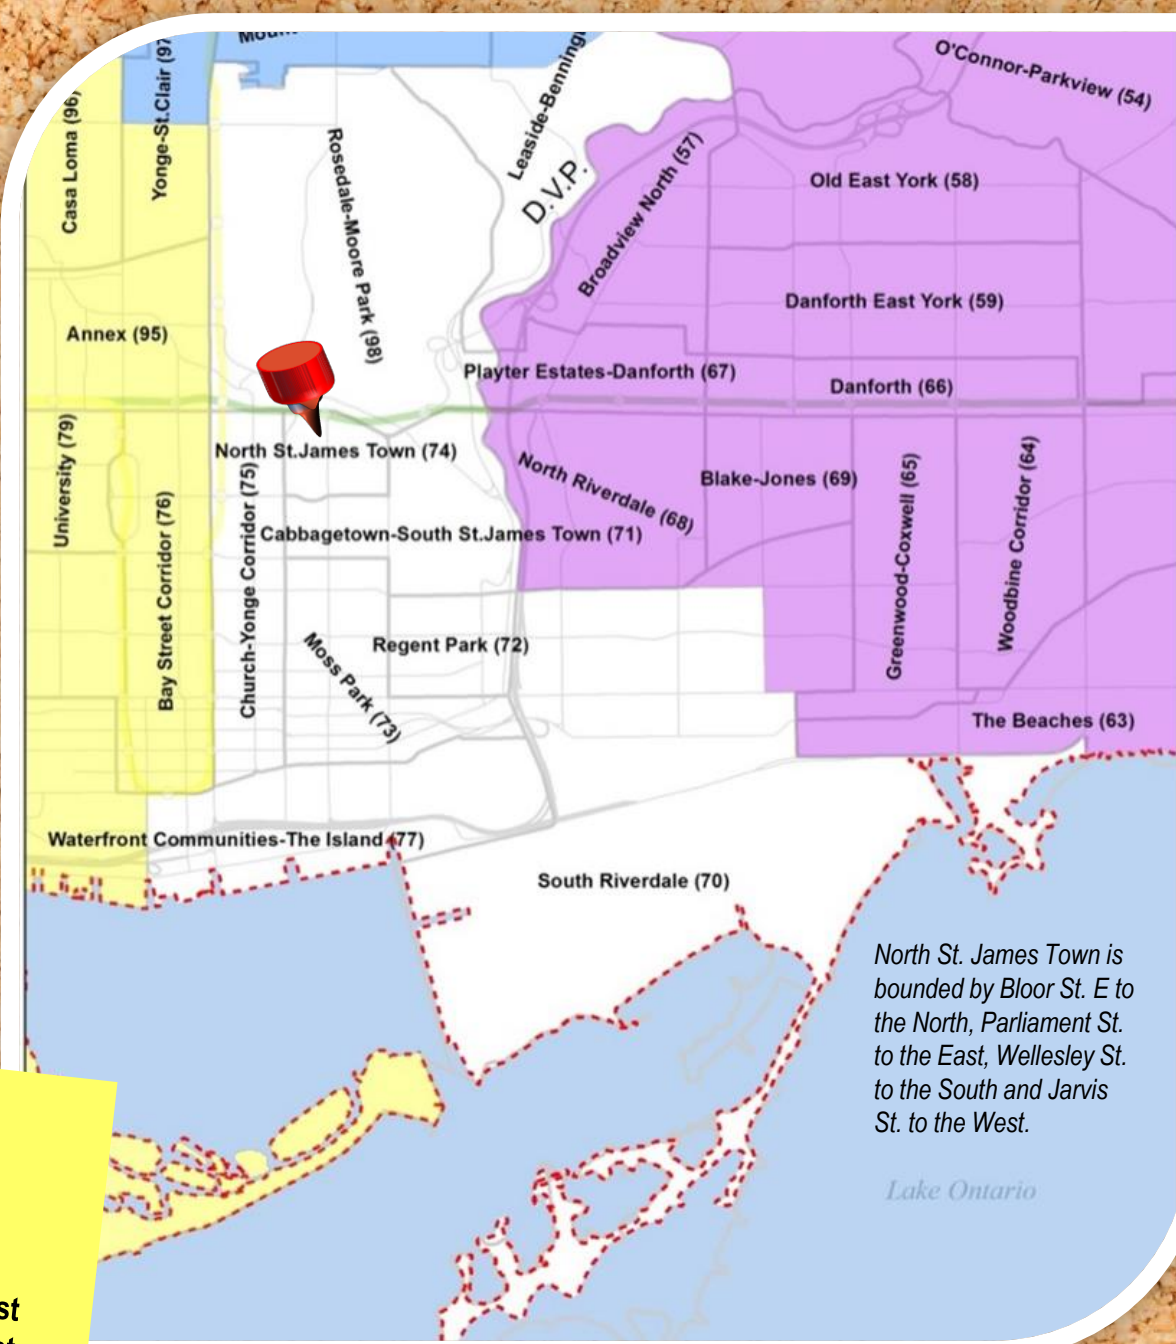 O'Connor-Parkview (54)
Casa Loma (96)
Yonge-St.Clair (97
Rosedale-Moore Park (98)
D.V.P.
Broadview North (57)
Old East York (58)
Danforth East York (59)
Annex (95)
Playter Estates-Danforth (67)
Danforth (66)
North St.James Town (74)
University (79)
Bay Street Corridor (76)
Church-Yonge Corridor (75)
North Riverdale (68)
Blake-Jones (69)
Greenwood-Coxwell (65)
Woodbine Corridor (64)
Cabbagetown-South St.James Town (71)
Regent Park (72)
Moss Park (73)
The Beaches (63)
Waterfront Communities-The Island (77)
South Riverdale (70)
North St. James Town is
bounded by Bloor St. E to
the North, Parliament St.
to the East, Wellesley St.
to the South and Jarvis
St. to the West.
Lake Ontario